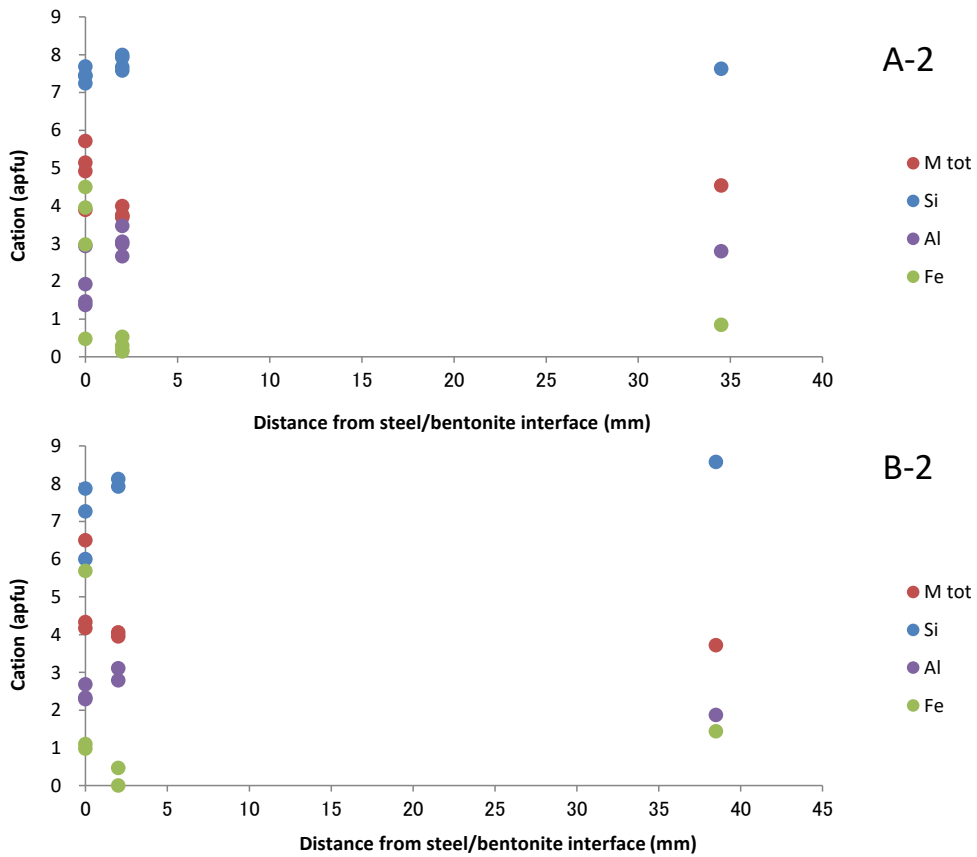 A-2
Cation (apfu)
9
8
7
6
5
4
3
2
1
0
0 5 10 15 20 25 30 35 40
Distance from steel/bentonite interface (mm)
M tot
Si
Al
Fe
B-2
Cation (apfu)
9
8
7
6
5
4
3
2
1
0
0 5 10 15 20 25 30 35 40 45
Distance from steel/bentonite interface (mm)
M tot
Si
Al
Fe